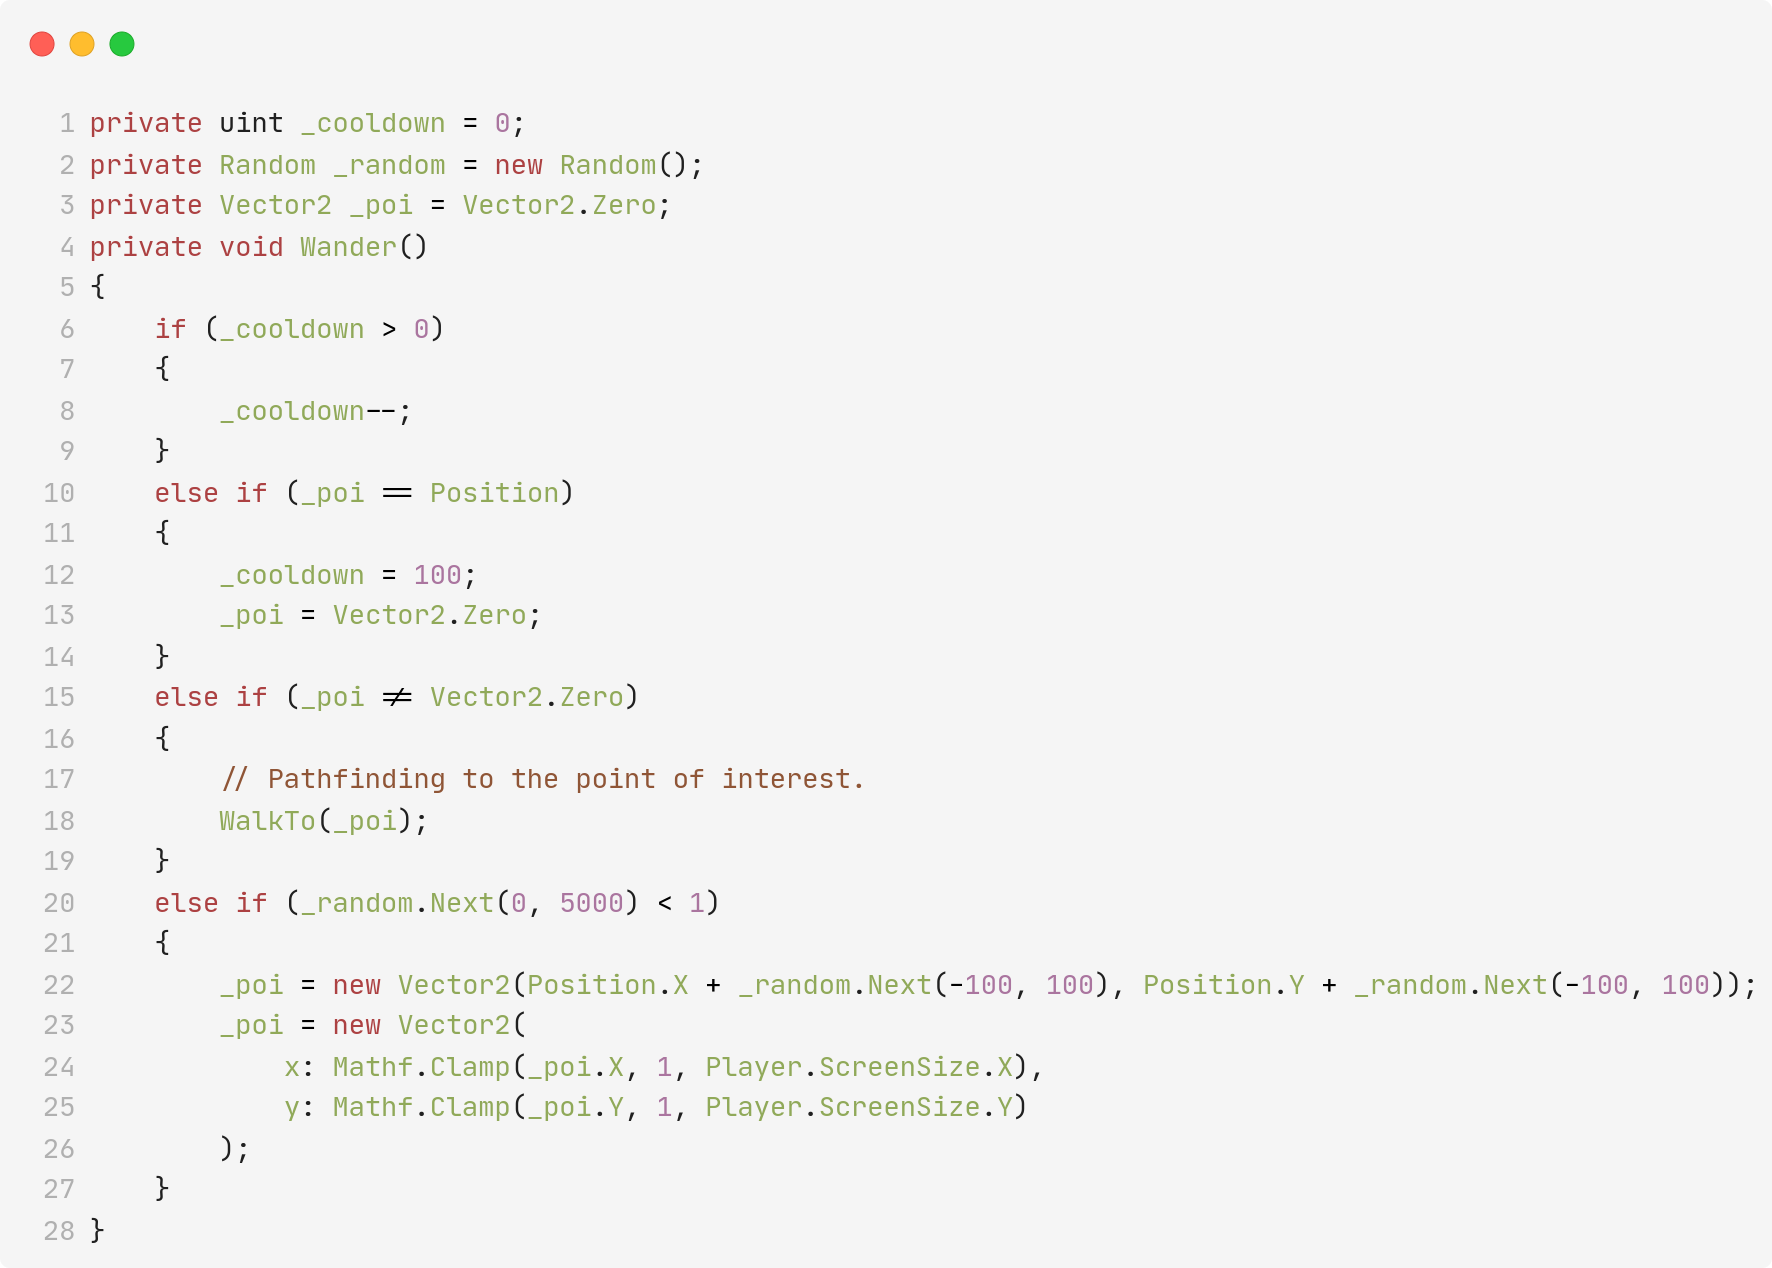 1 private uint _cooldown = 0;
2 private Random _random = new Random();
3 private Vector2 _poi = Vector2.Zero;
4 private void Wander()
5 {
6     if (_cooldown > 0)
7     {
8         _cooldown--;
9     }
10     else if (_poi == Position)
11     {
12         _cooldown = 100;
13         _poi = Vector2.Zero;
14     }
15     else if (_poi != Vector2.Zero)
16     {
17         // Pathfinding to the point of interest.
18         WalkTo(_poi);
19     }
20     else if (_random.Next(0, 5000) < 1)
21     {
22         _poi = new Vector2(Position.X + _random.Next(-100, 100), Position.Y + _random.Next(-100, 100));
23         _poi = new Vector2(
24             x: Mathf.Clamp(_poi.X, 1, Player.ScreenSize.X),
25             y: Mathf.Clamp(_poi.Y, 1, Player.ScreenSize.Y)
26         );
27     }
28 }